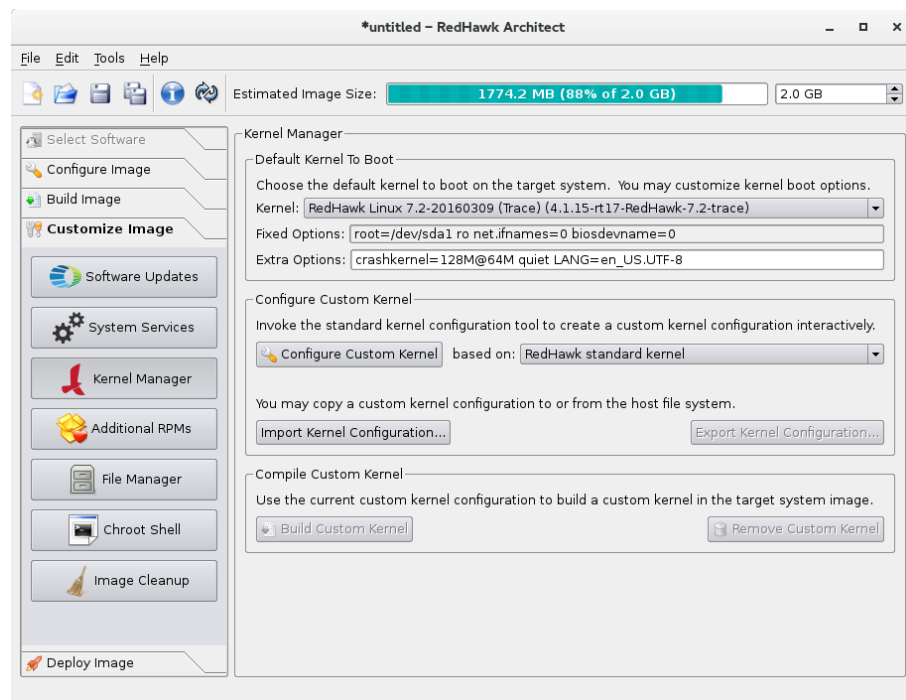 *untitled – RedHawk Architect
File Edit Tools Help
Estimated Image Size: 1774.2 MB (88% of 2.0 GB) 2.0 GB
Select Software
Configure Image
Build Image
Customize Image
Software Updates
System Services
Kernel Manager
Additional RPMs
File Manager
Chroot Shell
Image Cleanup
Deploy Image
Kernel Manager
Default Kernel To Boot
Choose the default kernel to boot on the target system. You may customize kernel boot options.
Kernel: RedHawk Linux 7.2-20160309 (Trace) (4.1.15-rt17-RedHawk-7.2-trace)
Fixed Options: root=/dev/sda1 ro net.ifnames=0 biosdevname=0
Extra Options: crashkernel=128M@64M quiet LANG=en_US.UTF-8
Configure Custom Kernel
Invoke the standard kernel configuration tool to create a custom kernel configuration interactively.
Configure Custom Kernel based on: RedHawk standard kernel
You may copy a custom kernel configuration to or from the host file system.
Import Kernel Configuration... Export Kernel Configuration...
Compile Custom Kernel
Use the current custom kernel configuration to build a custom kernel in the target system image.
Build Custom Kernel Remove Custom Kernel